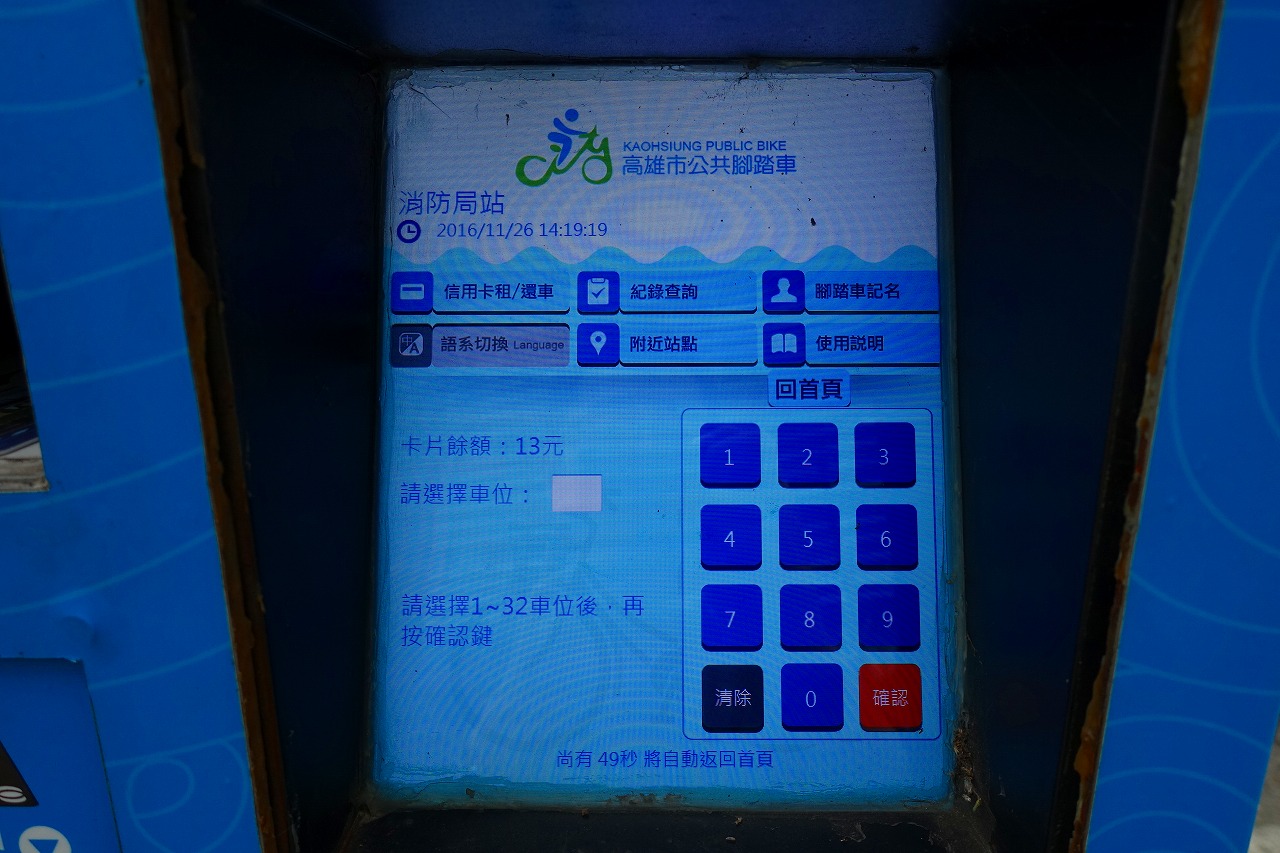 KAOHSIUNG PUBLIC BIKE
高雄市公共腳踏車
消防局站
2016/11/26 14:19:19
信用卡租/還車
紀錄查詢
腳踏車記名
語系切換 Language
附近站點
使用説明
回首頁
卡片餘額：13元
請選擇車位：
請選擇1~32車位後，再
按確認鍵
1 2 3
4 5 6
7 8 9
清除 0 確認
尚有 49秒 將自動返回首頁